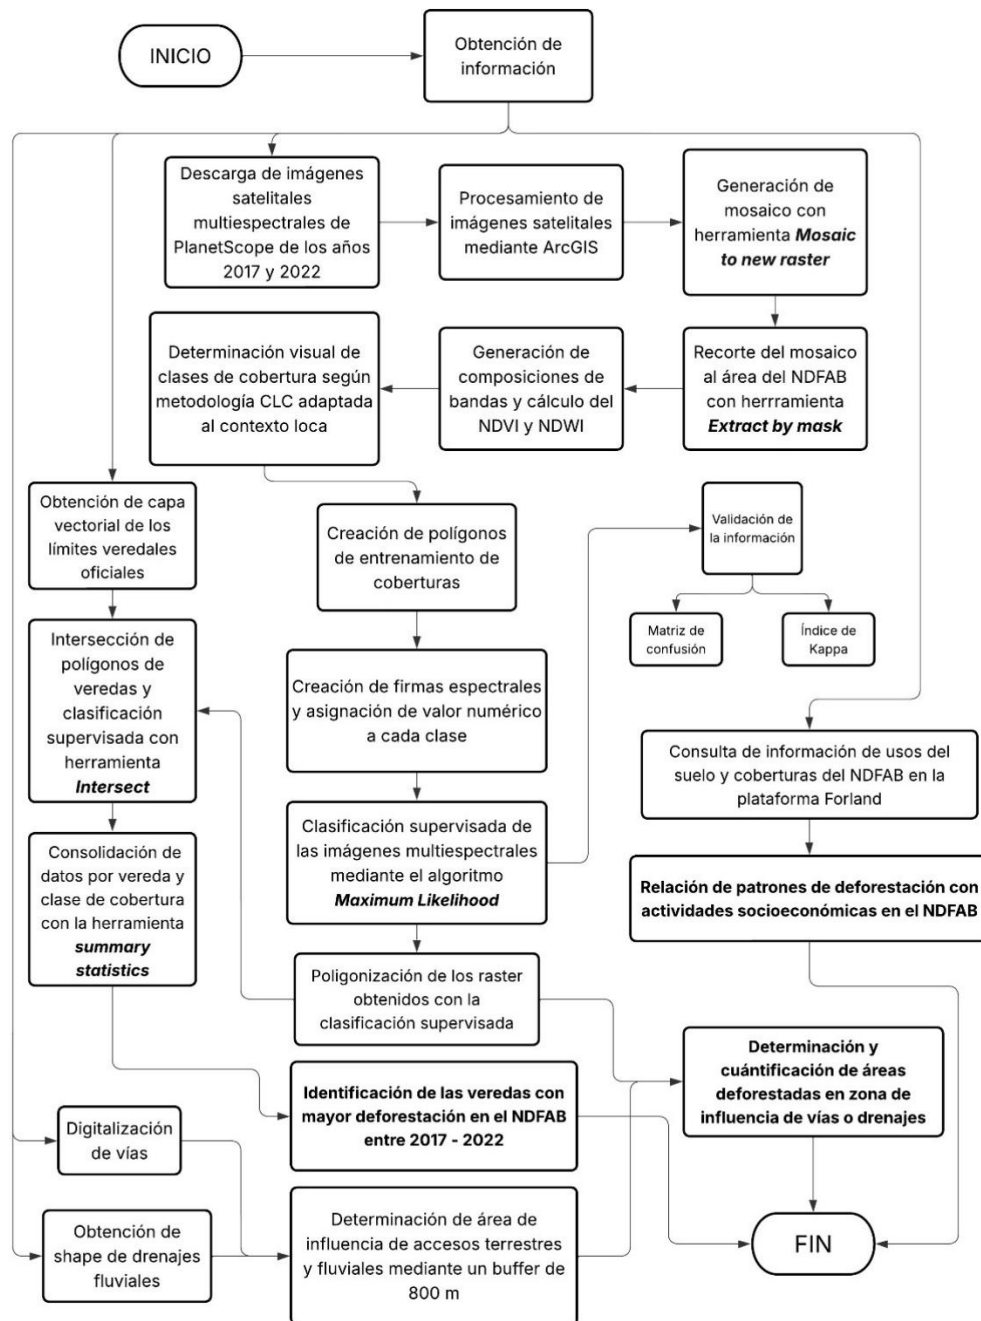 INICIO
Obtención de
información
Descarga de imágenes
satelitales
multiespectrales de
PlanetScope de los años
2017 y 2022
Procesamiento de
imágenes satelitales
mediante ArcGIS
Generación de
mosaico con
herramienta Mosaic
to new raster
Determinación visual de
clases de cobertura según
metodología CLC adaptada
al contexto loca
Generación de
composiciones de
bandas y cálculo del
NDVI y NDWI
Recorte del mosaico
al área del NDFAB
con herrramienta
Extract by mask
Obtención de capa
vectorial de los
límites veredales
oficiales
Creación de polígonos
de entrenamiento de
coberturas
Validación de
la información
Matriz de
confusión
Índice de
Kappa
Intersección de
polígonos de
veredas y
clasificación
supervisada con
herramienta
Intersect
Creación de firmas espectrales
y asignación de valor numérico
a cada clase
Consulta de información de usos del
suelo y coberturas del NDFAB en la
plataforma Forland
Consolidación de
datos por vereda y
clase de cobertura
con la herramienta
summary
statistics
Clasificación supervisada de
las imágenes multiespectrales
mediante el algoritmo
Maximum Likelihood
Relación de patrones de deforestación con
actividades socioeconómicas en el NDFAB
Poligonización de los raster
obtenidos con la
clasificación supervisada
Identificación de las veredas con
mayor deforestación en el NDFAB
entre 2017 - 2022
Determinación y
cuántificación de áreas
deforestadas en zona de
influencia de vías o drenajes
Digitalización
de vías
Obtención de
shape de drenajes
fluviales
Determinación de área de
influencia de accesos terrestres
y fluviales mediante un buffer de
800 m
FIN